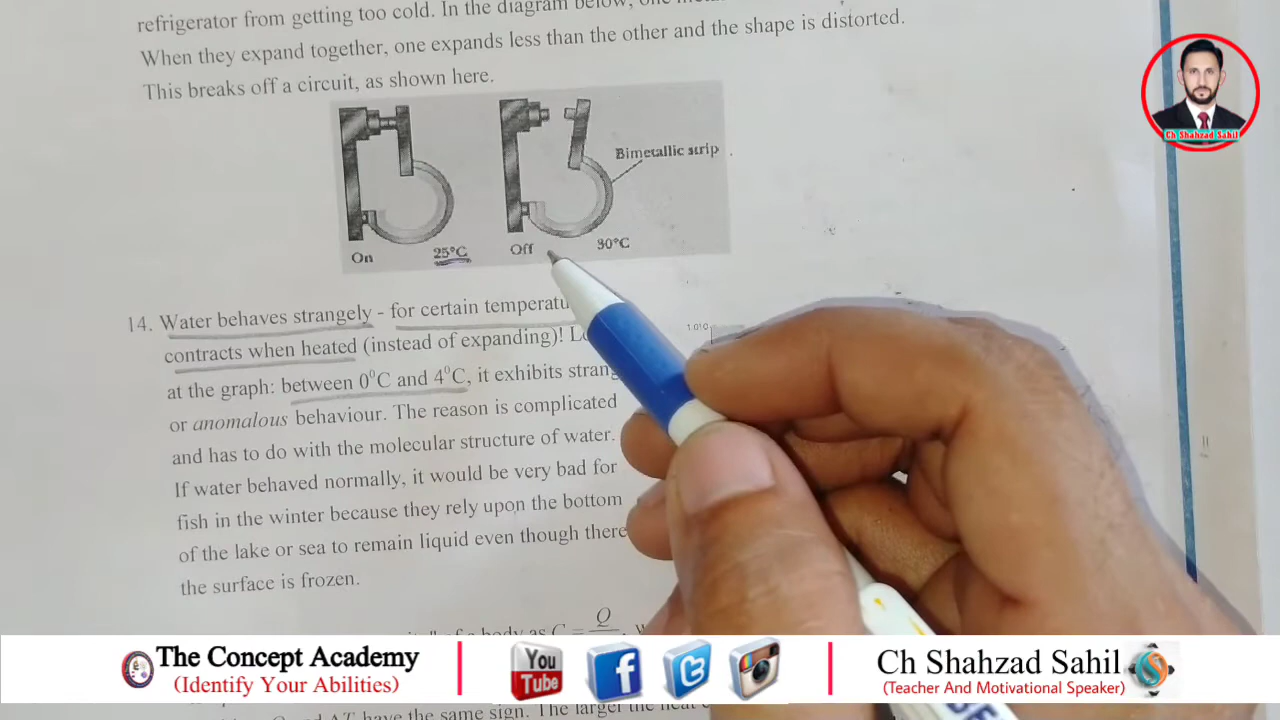 refrigerator from getting too cold. In the diagram below, one
When they expand together, one expands less than the other and the shape is distorted.
This breaks off a circuit, as shown here.
Bimetallic strip
On 25°C Off 30°C
Ch Shahzad Sahil
14. Water behaves strangely - for certain
contracts when heated (instead of expanding)!
1.010
at the graph: between 0⁰C and 4⁰C, it exhibits
or anomalous behaviour. The reason is complicated
and has to do with the molecular structure of water.
If water behaved normally, it would be very bad for
fish in the winter because they rely upon the bottom
of the lake or sea to remain liquid even though there
the surface is frozen.
of a body as C = Q
The Concept Academy
(Identify Your Abilities)
You
Tube
Ch Shahzad Sahil
(Teacher And Motivational Speaker)
and ΔT have the same sign. The larger the heat